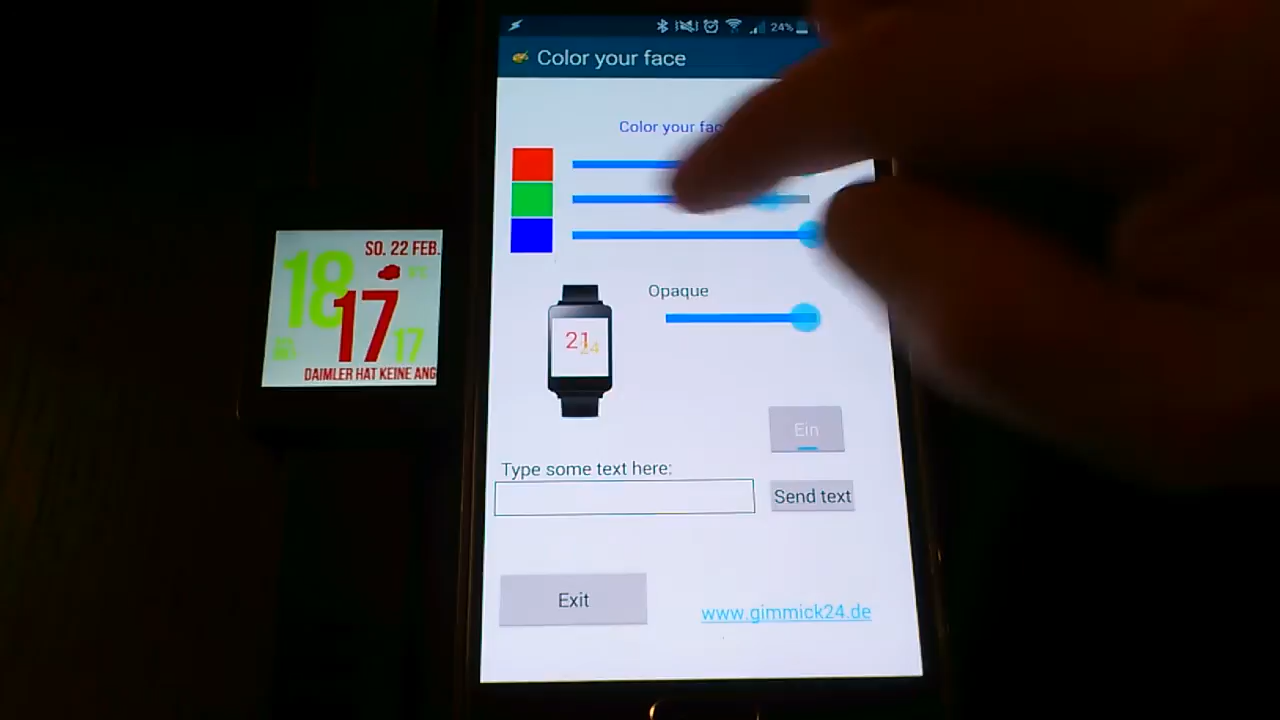 24%
Color your face
Color your fac
SO. 22 FEB.
18
17
17
DAIMLER HAT KEINE ANG
Opaque
21
24
Ein
Type some text here:
Send text
Exit
www.gimmick24.de